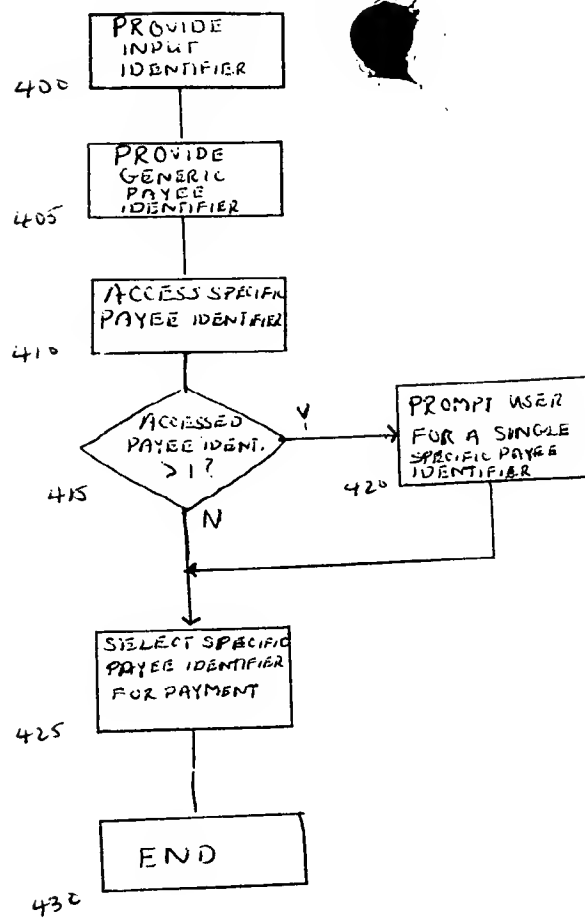 PROVIDE
INPUT
IDENTIFIER
400
PROVIDE
GENERIC
PAYEE
IDENTIFIER
405
ACCESS SPECIFIC
PAYEE IDENTIFIER
410
ACCESSED
PAYEE IDENT.
> 1?
415
Y
N
PROMPT USER
FOR A SINGLE
SPECIFIC PAYEE
IDENTIFIER
420
SELECT SPECIFIC
PAYEE IDENTIFIER
FOR PAYMENT
425
END
430